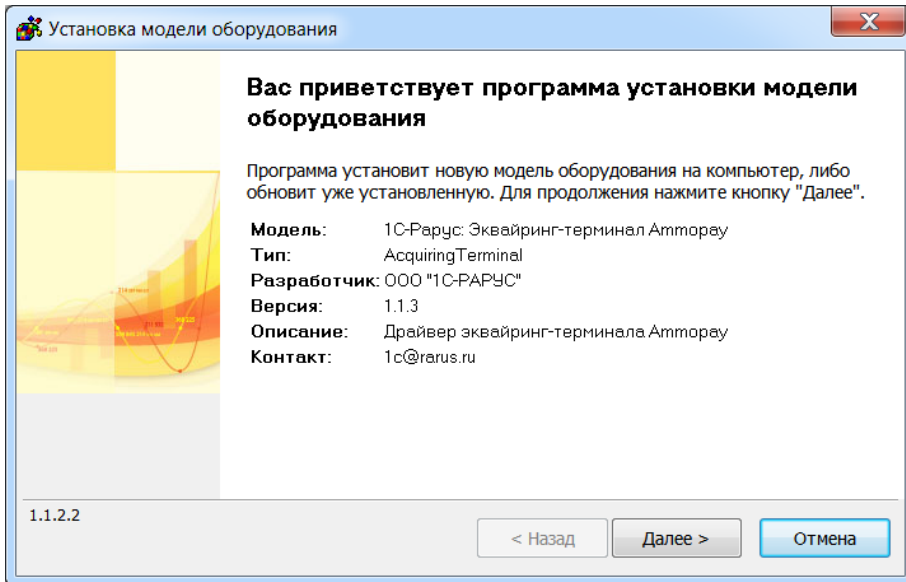 Установка модели оборудования
Вас приветствует программа установки модели
оборудования
Программа установит новую модель оборудования на компьютер, либо
обновит уже установленную. Для продолжения нажмите кнопку "Далее".
Модель: 1С-Рарус: Эквайринг-терминал Ammopay
Тип: AcquiringTerminal
Разработчик: ООО "1С-РАРУС"
Версия: 1.1.3
Описание: Драйвер эквайринг-терминала Ammopay
Контакт: 1c@rarus.ru
1.1.2.2
< Назад
Далее >
Отмена